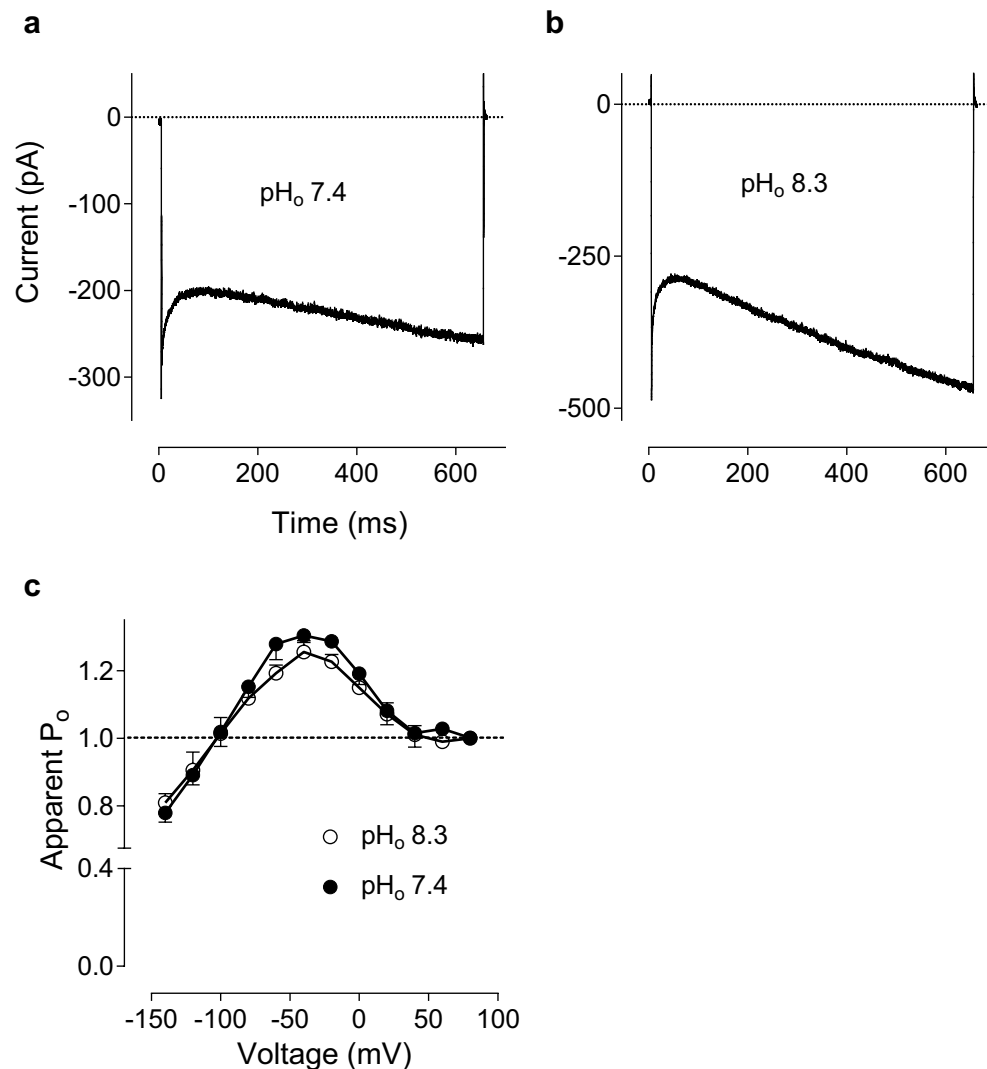 a
b
0
-100
-200
-300
Current (pA)
pHo 7.4
0 200 400 600
Time (ms)
0
-250
-500
pHo 8.3
0 200 400 600
c
1.2
1.0
0.8
0.4
0.0
Apparent Po
pHo 8.3
pHo 7.4
-150 -100 -50 0 50 100
Voltage (mV)